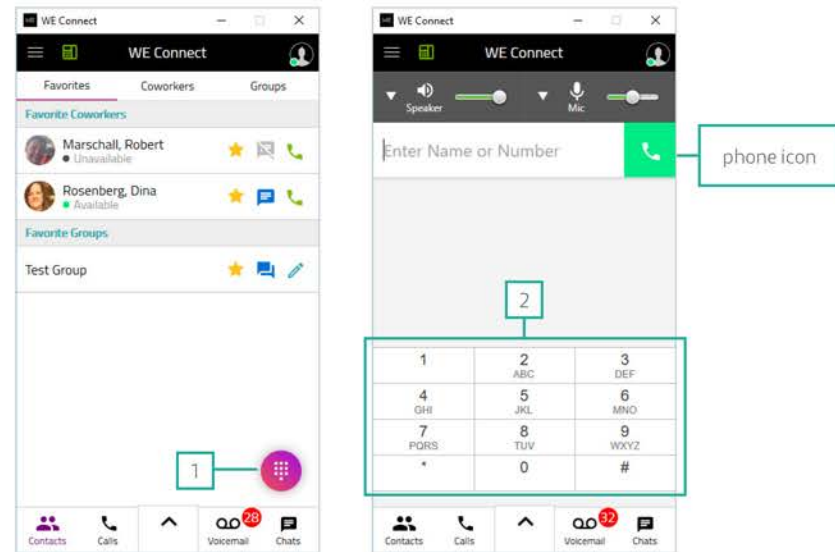 WE Connect
WE Connect
Favorites Coworkers Groups
Favorite Coworkers
Marschall, Robert
Unavailable
Rosenberg, Dina
Available
Favorite Groups
Test Group
1
28
Contacts Calls Voicemail Chats
WE Connect
WE Connect
Speaker Mic
Enter Name or Number
phone icon
2
1 2 3
ABC DEF
4 5 6
GHI JKL MNO
7 8 9
PQRS TUV WXYZ
* 0 #
32
Contacts Calls Voicemail Chats